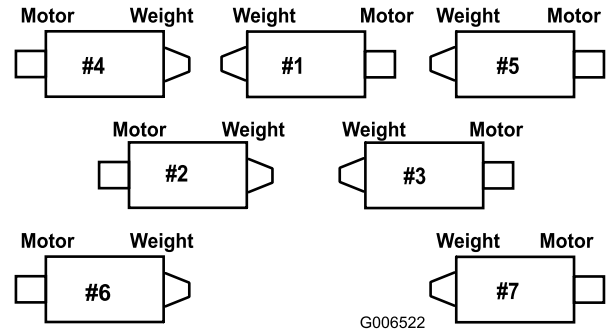 Motor Weight Weight Motor Weight Motor
#4 #1 #5
Motor Weight Weight Motor
#2 #3
Motor Weight Weight Motor
#6 #7
G006522